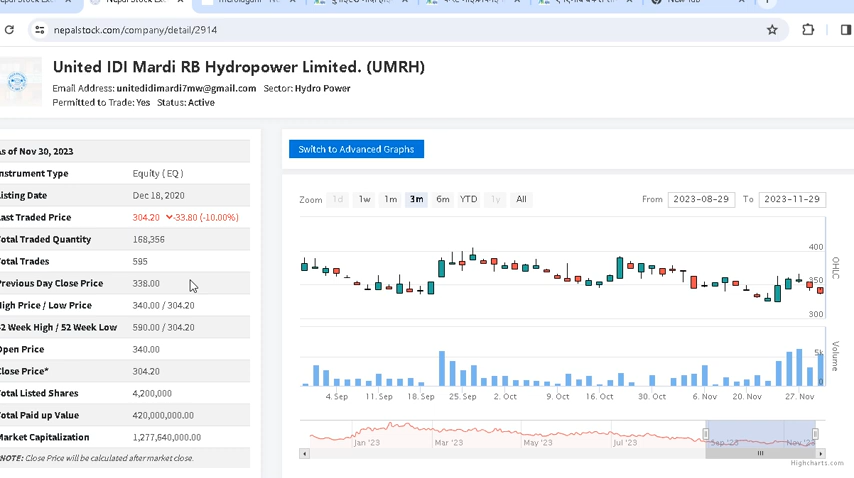 nepalstock.com/company/detail/2914
United IDI Mardi RB Hydropower Limited. (UMRH)
Email Address: unitedidimardi7mw@gmail.com Sector: Hydro Power
Permitted to Trade: Yes Status: Active
As of Nov 30, 2023
Instrument Type Equity ( EQ )
Listing Date Dec 18, 2020
Last Traded Price 304.20 -33.80 (-10.00%)
Total Traded Quantity 168,356
Total Trades 595
Previous Day Close Price 338.00
High Price / Low Price 340.00 / 304.20
52 Week High / 52 Week Low 590.00 / 304.20
Open Price 340.00
Close Price* 304.20
Total Listed Shares 4,200,000
Total Paid up Value 420,000,000.00
Market Capitalization 1,277,640,000.00
NOTE: Close Price will be calculated after market close.
Switch to Advanced Graphs
Zoom 1d 1w 1m 3m 6m YTD 1y All From 2023-08-29 To 2023-11-29
400
350
300
OHLC
5k
0
Volume
4. Sep 11. Sep 18. Sep 25. Sep 2. Oct 9. Oct 16. Oct 30. Oct 6. Nov 20. Nov 27. Nov
Jan '23 Mar '23 May '23 Jul '23 Sep '23 Nov '23
Highcharts.com